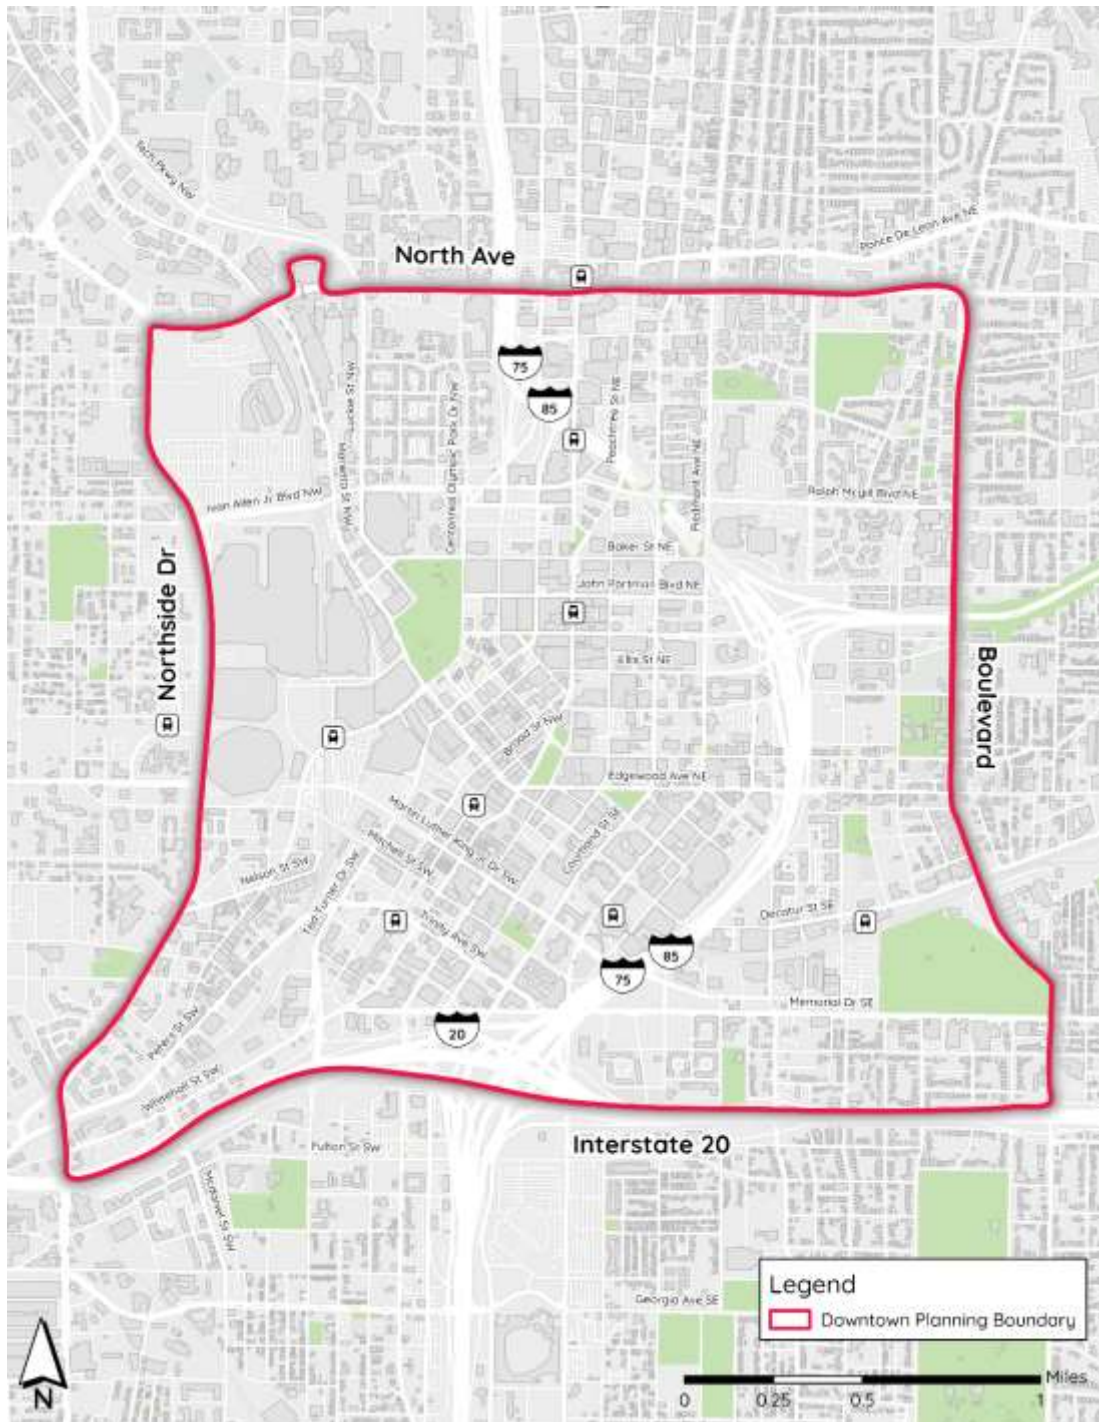 Tech Pkwy NW
North Ave
Ponce De Leon Ave NE
75
85
Luckie St NW
Marietta St NW
Centennial Olympic Park Dr NW
Peachtree St NE
Piedmont Ave NE
Ralph Mcgill Blvd NE
Ivan Allen Jr Blvd NW
Baker St NE
John Portman Blvd NE
Northside Dr
Ellis St NE
Boulevard
Broad St NW
Edgewood Ave NE
Martin Luther King Jr Dr SW
Mitchell St SW
Courtland St SE
Nelson St SW
Ted Turner Dr SW
Trinity Ave SW
Decatur St SE
85
75
Memorial Dr SE
20
Peters St SW
Whitehall St SW
Interstate 20
Fulton St SW
Mcdaniel St SW
Georgia Ave SE
Legend
Downtown Planning Boundary
N
Miles
0 0.25 0.5 1